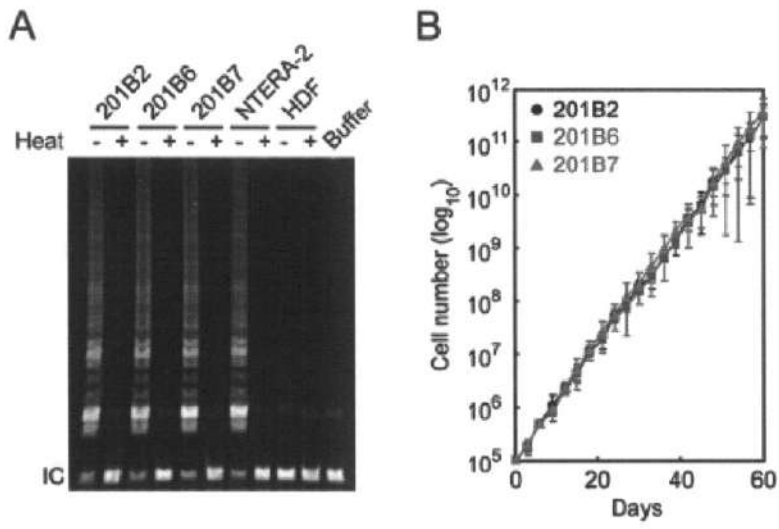 A
201B2 201B6 201B7 NTERA-2 HDF Buffer
Heat - + - + - + - + - +
IC
B
Cell number (log10)
10^12
10^11
10^10
10^9
10^8
10^7
10^6
10^5
201B2
201B6
201B7
0 20 40 60
Days